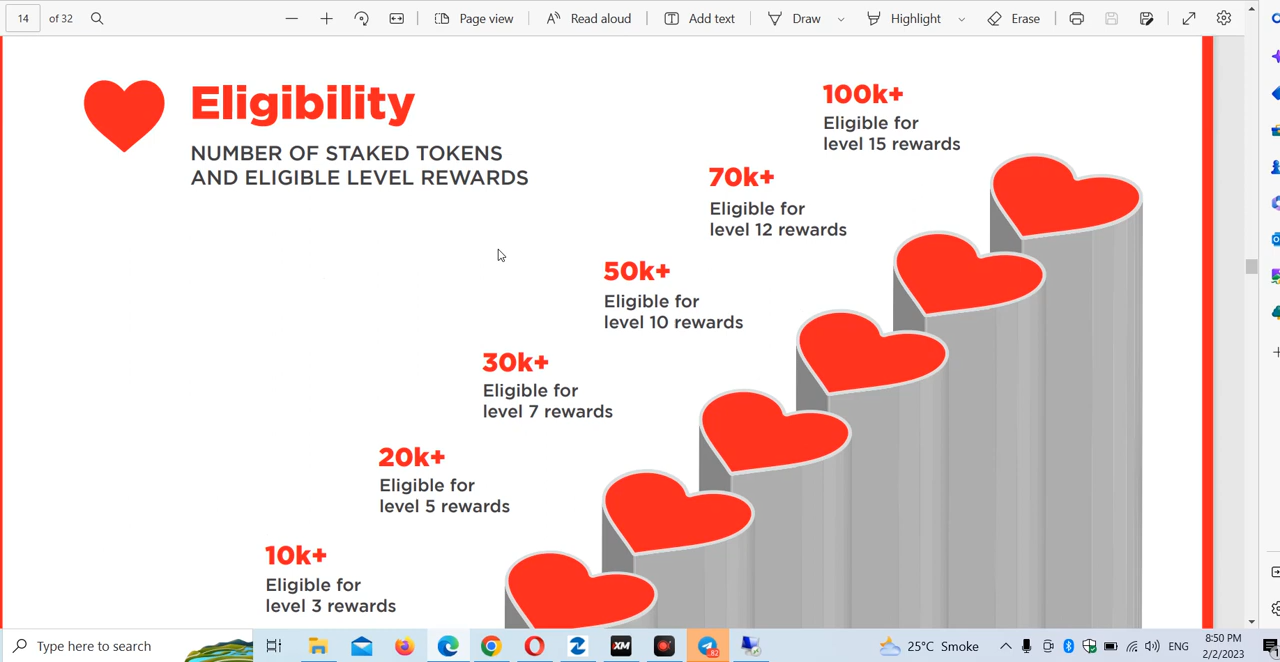 14 of 32 Page view Read aloud Add text Draw Highlight Erase
Eligibility
NUMBER OF STAKED TOKENS
AND ELIGIBLE LEVEL REWARDS
100k+
Eligible for
level 15 rewards
70k+
Eligible for
level 12 rewards
50k+
Eligible for
level 10 rewards
30k+
Eligible for
level 7 rewards
20k+
Eligible for
level 5 rewards
10k+
Eligible for
level 3 rewards
Type here to search
XM
82
25°C Smoke
ENG
8:50 PM
2/2/2023